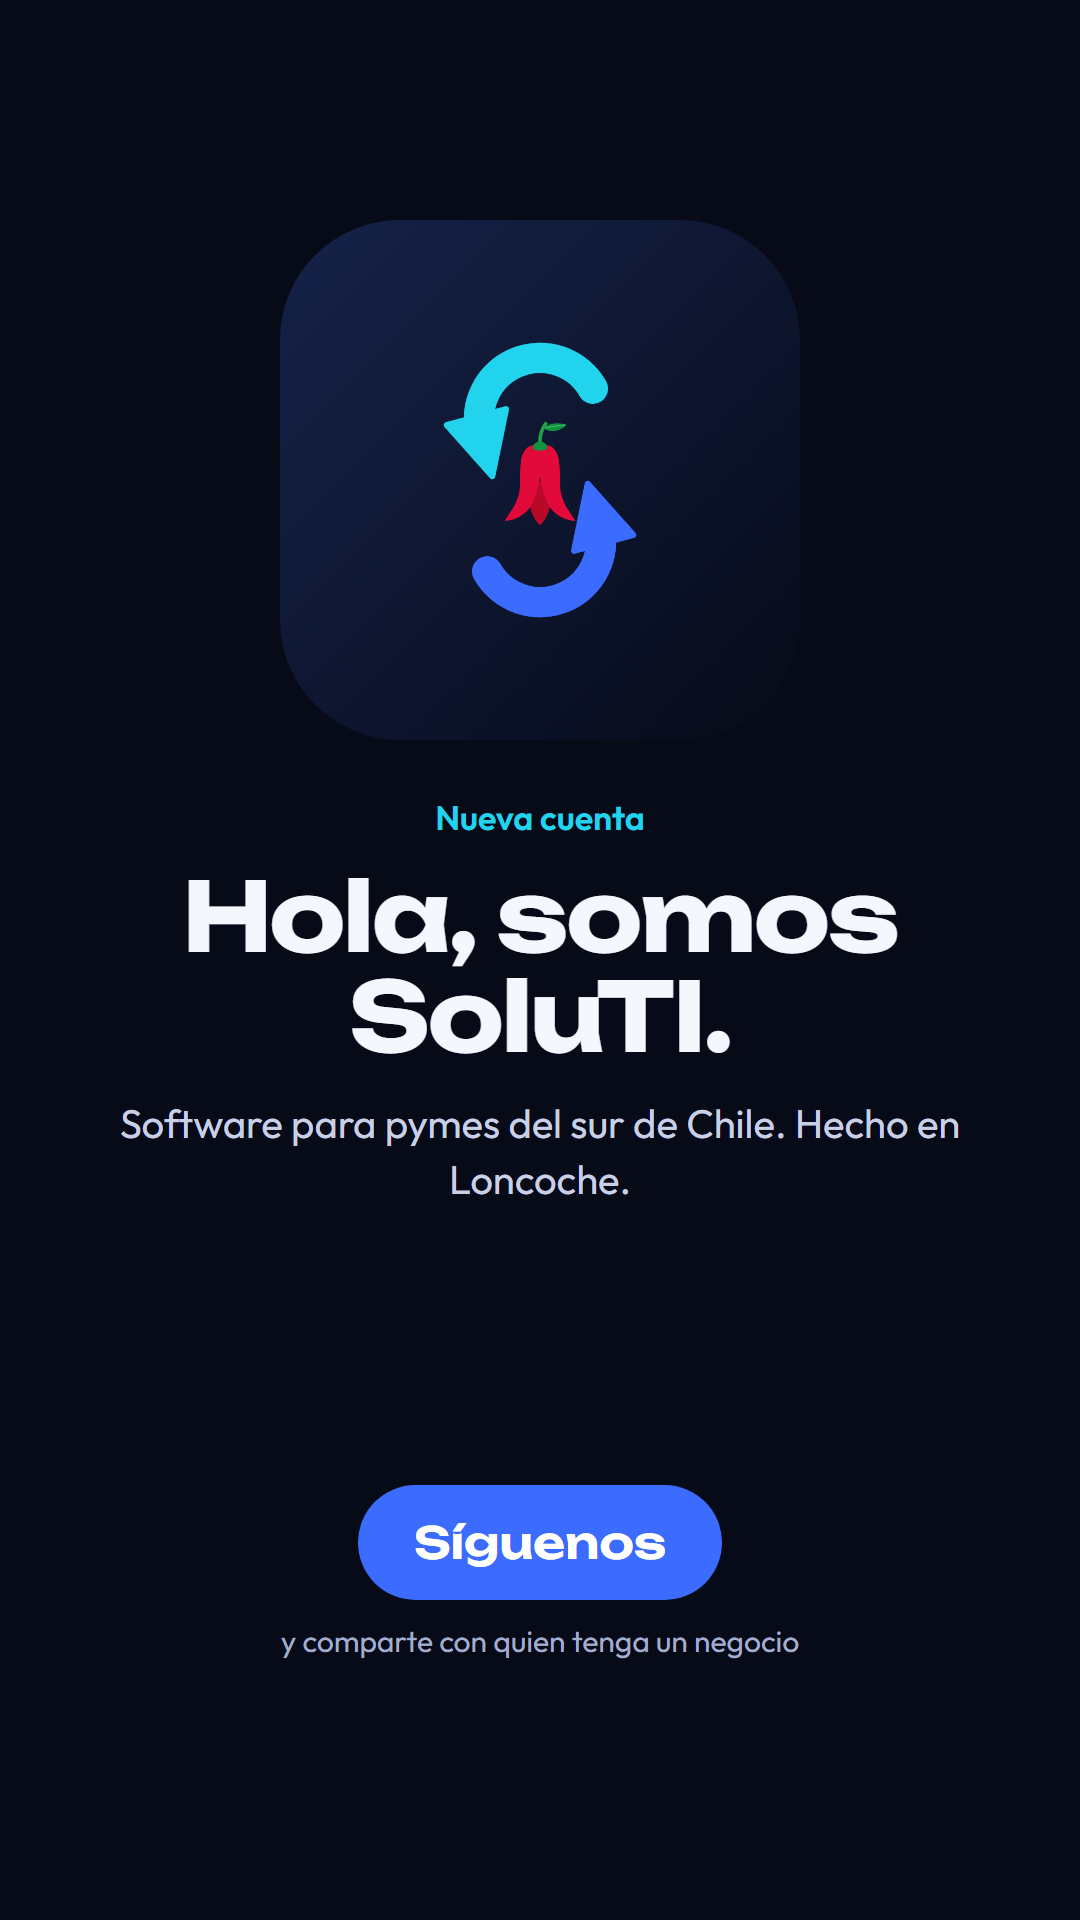 Nueva cuenta
Hola, somos
SoluTI.
Software para pymes del sur de Chile. Hecho en
Loncoche.
Síguenos
y comparte con quien tenga un negocio